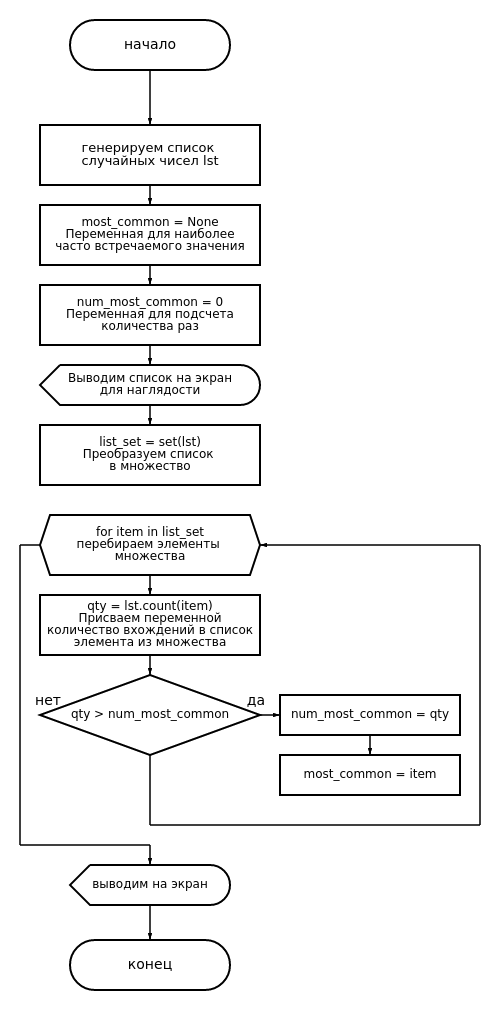 начало
генерируем список
случайных чисел lst
most_common = None
Переменная для наиболее
часто встречаемого значения
num_most_common = 0
Переменная для подсчета
количества раз
Выводим список на экран
для наглядости
list_set = set(lst)
Преобразуем список
в множество
for item in list_set
перебираем элементы
множества
qty = lst.count(item)
Присваем переменной
количество вхождений в список
элемента из множества
нет
да
qty > num_most_common
num_most_common = qty
most_common = item
выводим на экран
конец